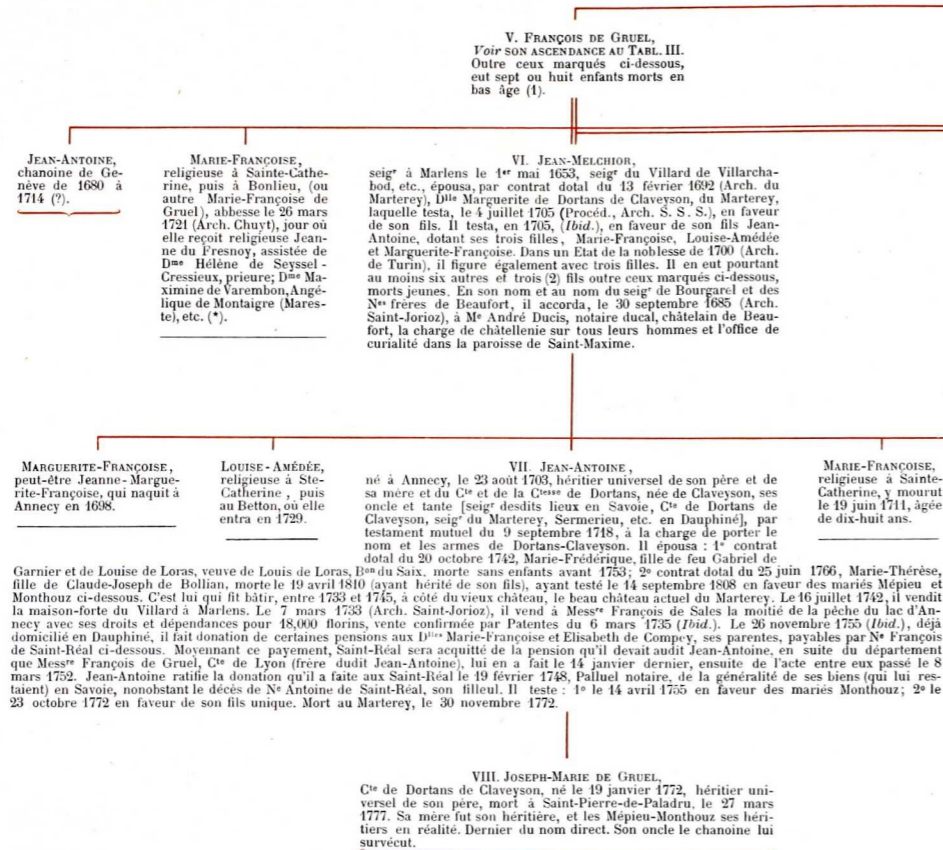 V. FRANÇOIS DE GRUEL,
Voir SON ASCENDANCE AU TABL. III.
Outre ceux marqués ci-dessous,
eut sept ou huit enfants morts en
bas âge (1).
JEAN-ANTOINE,
chanoine de Ge-
nève de 1680 à
1714 (?).
MARIE-FRANÇOISE,
religieuse à Sainte-Cathe-
rine, puis à Bonlieu, (ou
autre Marie-Françoise de
Gruel), abbesse le 26 mars
1721 (Arch. Chuyt), jour où
elle reçoit religieuse Jean-
ne du Fresnoy, assistée de
Dme Hélène de Seyssel-
Cressieux, prieure; Dme Ma-
ximine de Varembon, Angé-
lique de Montaigre (Mares-
te), etc. (*).
VI. JEAN-MELCHIOR,
seigr à Marlens le 1er mai 1653, seigr du Villard de Villarcha-
bod, etc., épousa, par contrat dotal du 13 février 1692 (Arch. du
Marterey), Dlle Marguerite de Dortans de Claveyson, du Marterey,
laquelle testa, le 4 juillet 1705 (Procéd., Arch. S. S. S.), en faveur
de son fils. Il testa, en 1705, (Ibid.), en faveur de son fils Jean-
Antoine, dotant ses trois filles, Marie-Françoise, Louise-Amédée
et Marguerite-Françoise. Dans un Etat de la noblesse de 1700 (Arch.
de Turin), il figure également avec trois filles. Il en eut pourtant
au moins six autres et trois (2) fils outre ceux marqués ci-dessous,
morts jeunes. En son nom et au nom du seigr de Bourgarel et des
Nes frères de Beaufort, il accorda, le 30 septembre 1685 (Arch.
Saint-Jorioz), à Me André Ducis, notaire ducal, châtelain de Beau-
fort, la charge de châtellenie sur tous leurs hommes et l'office de
curialité dans la paroisse de Saint-Maxime.
MARGUERITE-FRANÇOISE,
peut-être Jeanne-Margue-
rite-Françoise, qui naquit à
Annecy en 1698.
LOUISE-AMÉDÉE,
religieuse à Ste-
Catherine, puis
au Betton, où elle
entra en 1729.
VII. JEAN-ANTOINE,
né à Annecy, le 23 août 1703, héritier universel de son père et de
sa mère et du Cte et de la Ctesse de Dortans, née de Claveyson, ses
oncle et tante [seigr desdits lieux en Savoie, Cte de Dortans de
Claveyson, seigr du Marterey, Sermerieu, etc. en Dauphiné], par
testament mutuel du 9 septembre 1718, à la charge de porter le
nom et les armes de Dortans-Claveyson. Il épousa : 1° contrat
dotal du 20 octobre 1742, Marie-Frédérique, fille de feu Gabriel de
MARIE-FRANÇOISE,
religieuse à Sainte-
Catherine, y mourut
le 19 juin 1711, âgée
de dix-huit ans.
Garnier et de Louise de Loras, veuve de Louis de Loras, Bon du Saix, morte sans enfants avant 1753; 2° contrat dotal du 25 juin 1766, Marie-Thérèse,
fille de Claude-Joseph de Bollian, morte le 19 avril 1810 (ayant hérité de son fils), ayant testé le 14 septembre 1808 en faveur des mariés Mépieu et
Monthouz ci-dessous. C'est lui qui fit bâtir, entre 1733 et 1745, à côté du vieux château, le beau château actuel du Marterey. Le 16 juillet 1742, il vendit
la maison-forte du Villard à Marlens. Le 7 mars 1733 (Arch. Saint-Jorioz), il vend à Messre François de Sales la moitié de la pêche du lac d'An-
necy avec ses droits et dépendances pour 18,000 florins, vente confirmée par Patentes du 6 mars 1735 (Ibid.). Le 26 novembre 1755 (Ibid.), déjà
domicilié en Dauphiné, il fait donation de certaines pensions aux Dlles Marie-Françoise et Elisabeth de Compey, ses parentes, payables par Ne François
de Saint-Réal ci-dessous. Moyennant ce payement, Saint-Réal sera acquitté de la pension qu'il devait audit Jean-Antoine, en suite du département
que Messre François de Gruel, Cte de Lyon (frère dudit Jean-Antoine), lui en a fait le 14 janvier dernier, ensuite de l'acte entre eux passé le 8
mars 1752. Jean-Antoine ratifie la donation qu'il a faite aux Saint-Réal le 19 février 1748, Palluel notaire, de la généralité de ses biens (qui lui res-
taient) en Savoie, nonobstant le décès de Ne Antoine de Saint-Réal, son filleul. Il teste : 1° le 14 avril 1755 en faveur des mariés Monthouz; 2° le
23 octobre 1772 en faveur de son fils unique. Mort au Marterey, le 30 novembre 1772.
VIII. JOSEPH-MARIE DE GRUEL,
Cte de Dortans de Claveyson, né le 19 janvier 1772, héritier uni-
versel de son père, mort à Saint-Pierre-de-Paladru, le 27 mars
1777. Sa mère fut son héritière, et les Mépieu-Monthouz ses héri-
tiers en réalité. Dernier du nom direct. Son oncle le chanoine lui
survécut.